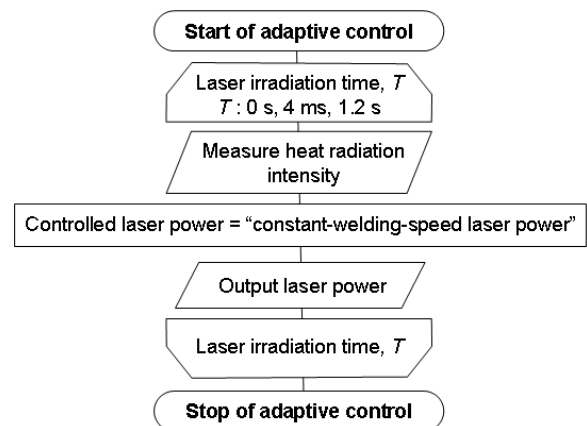 Start of adaptive control
Laser irradiation time, T
T : 0 s, 4 ms, 1.2 s
Measure heat radiation
intensity
Controlled laser power = “constant-welding-speed laser power”
Output laser power
Laser irradiation time, T
Stop of adaptive control